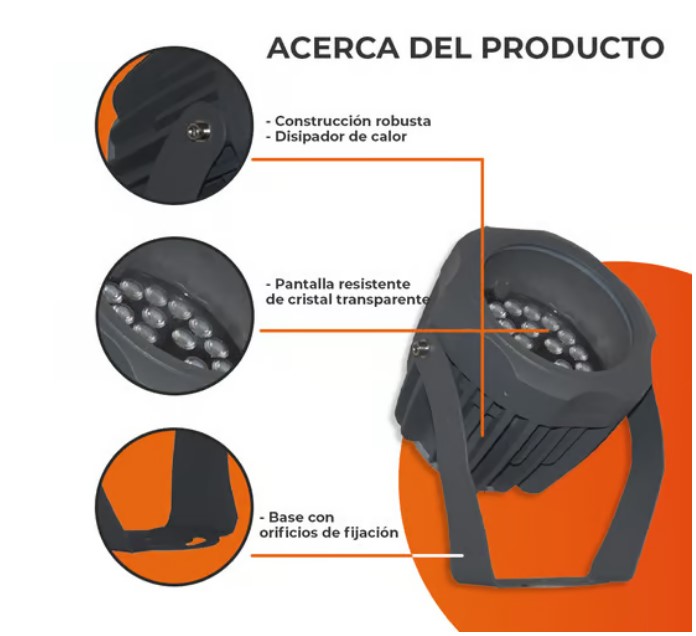 ACERCA DEL PRODUCTO
- Construcción robusta
- Disipador de calor
- Pantalla resistente
de cristal transparente
- Base con
orificios de fijación